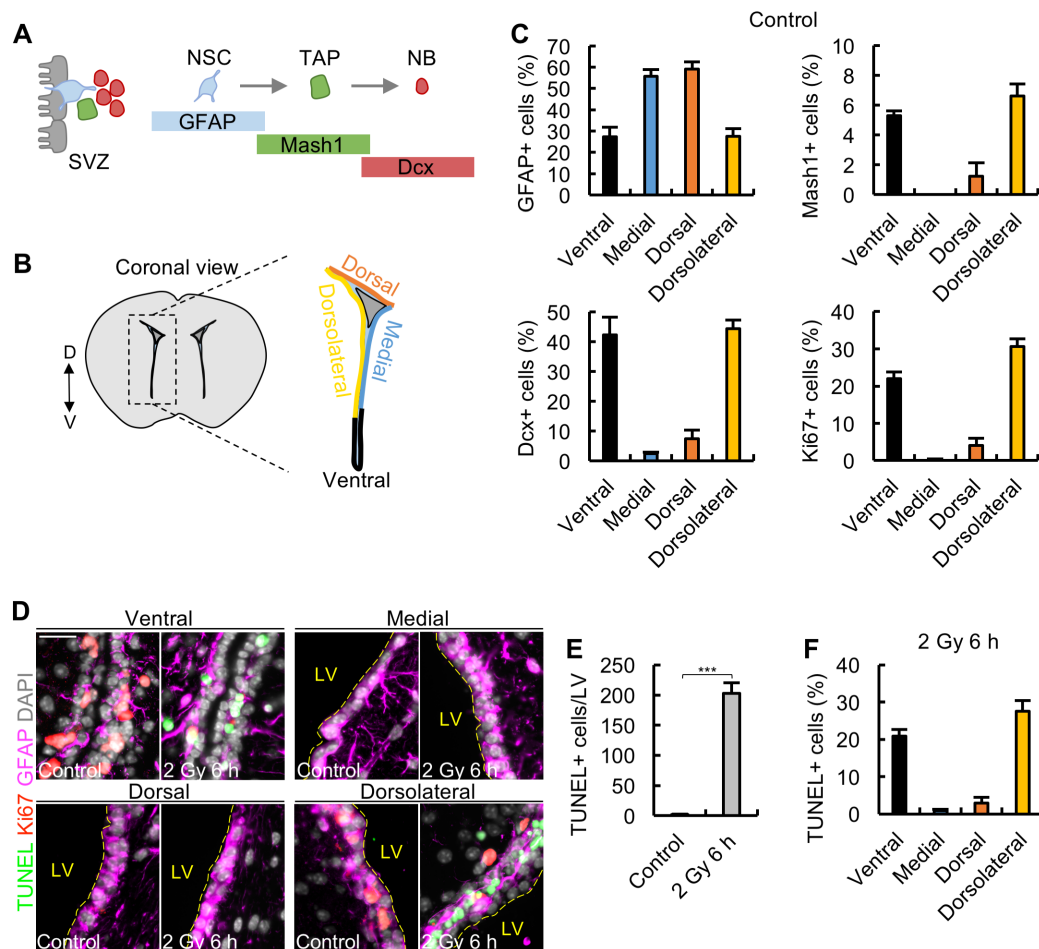 A
NSC
TAP
NB
GFAP
Mash1
Dcx
SVZ
B
Coronal view
D
V
Dorsal
Dorsolateral
Medial
Ventral
C
Control
GFAP+ cells (%)
70
60
50
40
30
20
10
0
Ventral
Medial
Dorsal
Dorsolateral
Mash1+ cells (%)
10
8
6
4
2
0
Ventral
Medial
Dorsal
Dorsolateral
Dcx+ cells (%)
50
40
30
20
10
0
Ventral
Medial
Dorsal
Dorsolateral
Ki67+ cells (%)
40
30
20
10
0
Ventral
Medial
Dorsal
Dorsolateral
D
TUNEL Ki67 GFAP DAPI
Ventral
Control
2 Gy 6 h
Medial
LV
LV
Control
2 Gy 6 h
Dorsal
LV
LV
Control
2 Gy 6 h
Dorsolateral
LV
LV
Control
2 Gy 6 h
E
TUNEL+ cells/LV
250
200
150
100
50
0
***
Control
2 Gy 6 h
F
2 Gy 6 h
TUNEL+ cells (%)
40
30
20
10
0
Ventral
Medial
Dorsal
Dorsolateral